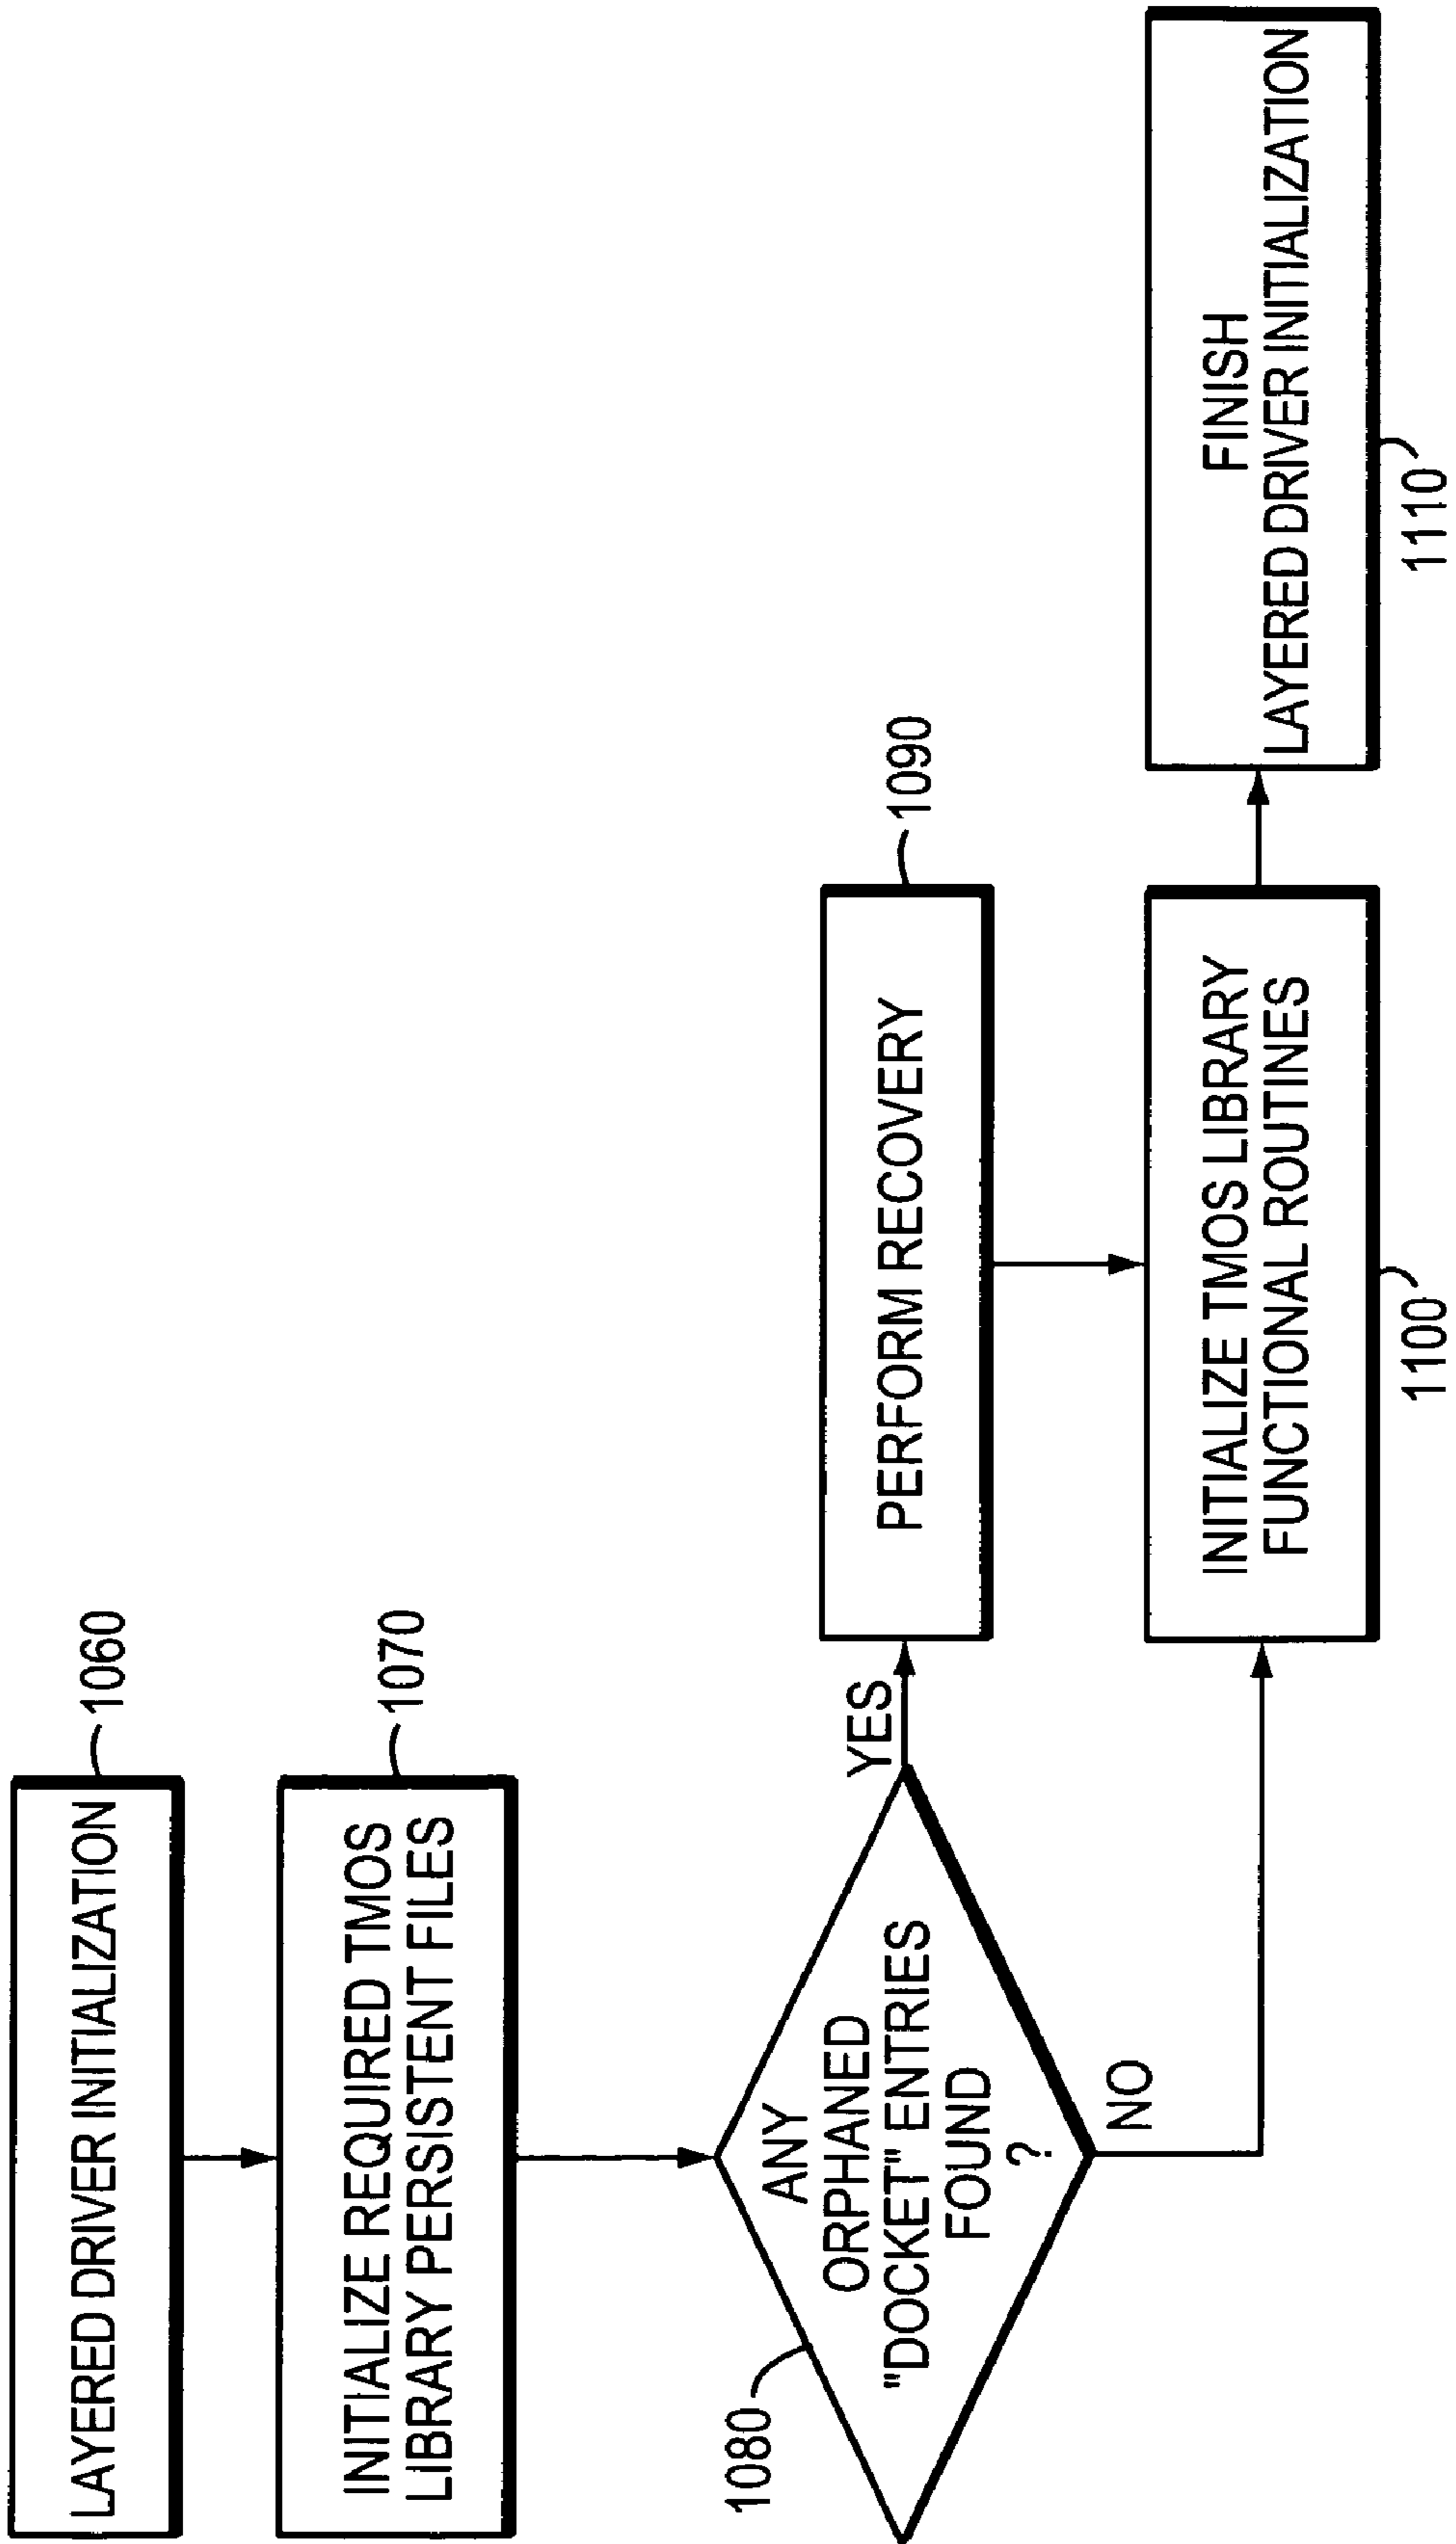 LAYERED DRIVER INITIALIZATION
1060
INITIALIZE REQUIRED TMOS
LIBRARY PERSISTENT FILES
1070
1080
ANY
ORPHANED
"DOCKET" ENTRIES
FOUND
?
YES
NO
PERFORM RECOVERY
1090
INITIALIZE TMOS LIBRARY
FUNCTIONAL ROUTINES
1100
FINISH
LAYERED DRIVER INITIALIZATION
1110